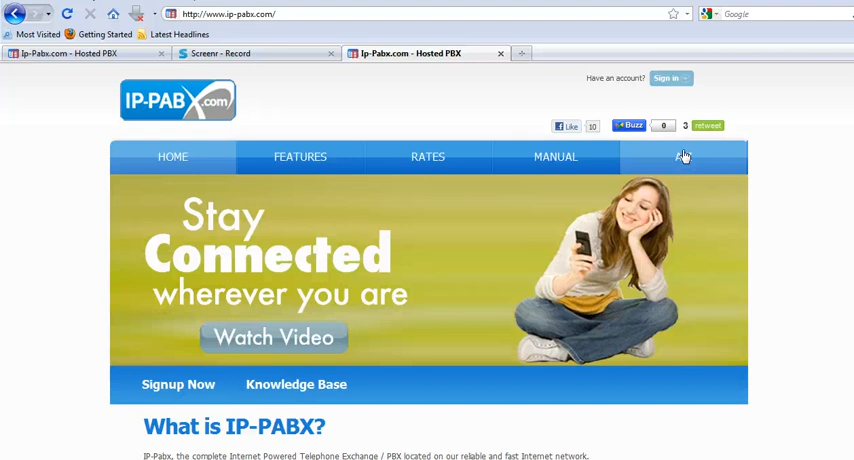 http://www.ip-pabx.com/
Google
Most Visited Getting Started Latest Headlines
Ip-Pabx.com - Hosted PBX
Screenr - Record
Ip-Pabx.com - Hosted PBX
Have an account? Sign in
IP-PABX.com
Like 10 Buzz 0 3 retweet
HOME FEATURES RATES MANUAL
Stay
Connected
wherever you are
Watch Video
Signup Now Knowledge Base
What is IP-PABX?
IP-Pabx, the complete Internet Powered Telephone Exchange / PBX located on our reliable and fast Internet network.